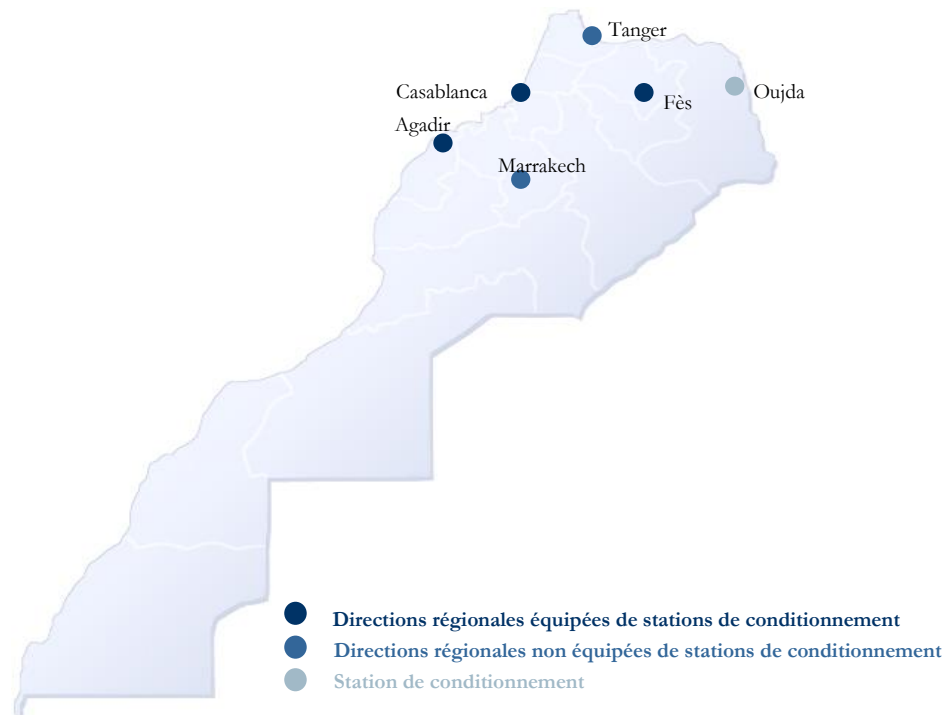 Tanger
Casablanca
Oujda
Fès
Agadir
Marrakech
Directions régionales équipées de stations de conditionnement
Directions régionales non équipées de stations de conditionnement
Station de conditionnement